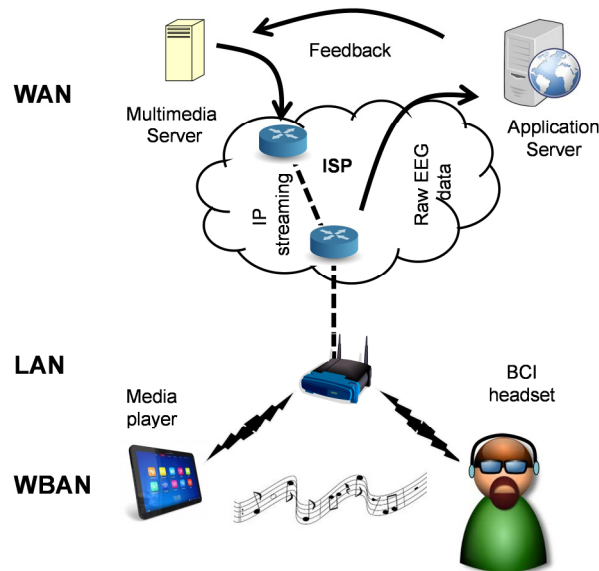 Feedback
WAN
Multimedia
Server
Application
Server
ISP
IP
streaming
Raw EEG
data
LAN
BCI
headset
Media
player
WBAN